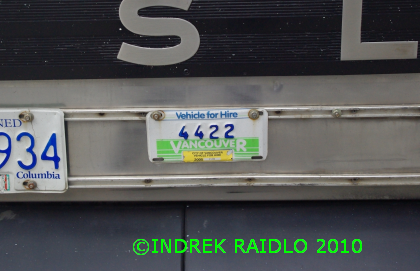 S L
NED
934
Columbia
Vehicle for Hire
4422
VANCOUVER
©INDREK RAIDLO 2010